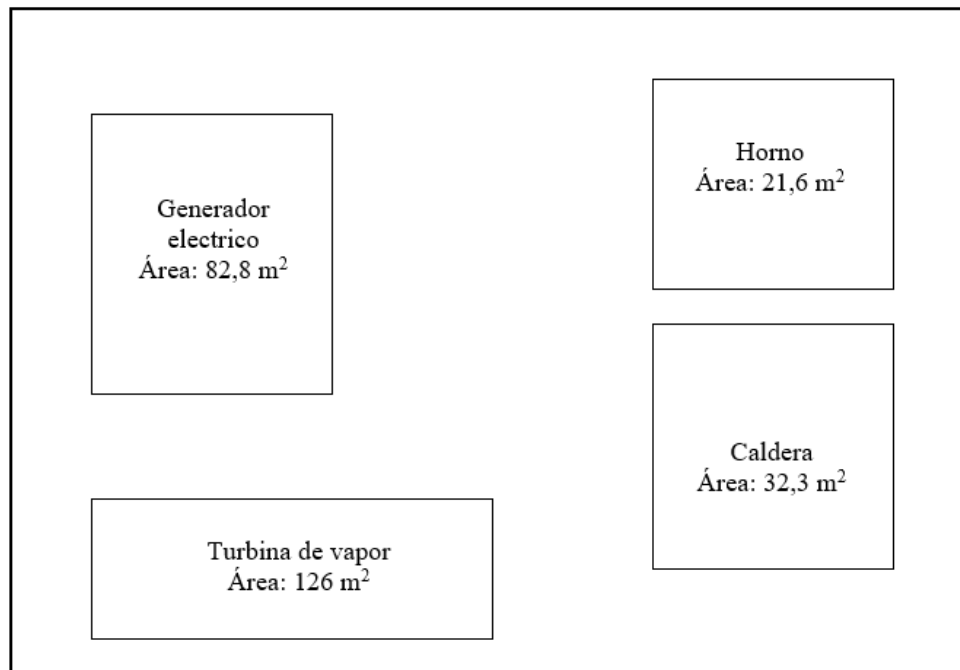 Generador
electrico
Área: 82,8 m²
Horno
Área: 21,6 m²
Caldera
Área: 32,3 m²
Turbina de vapor
Área: 126 m²